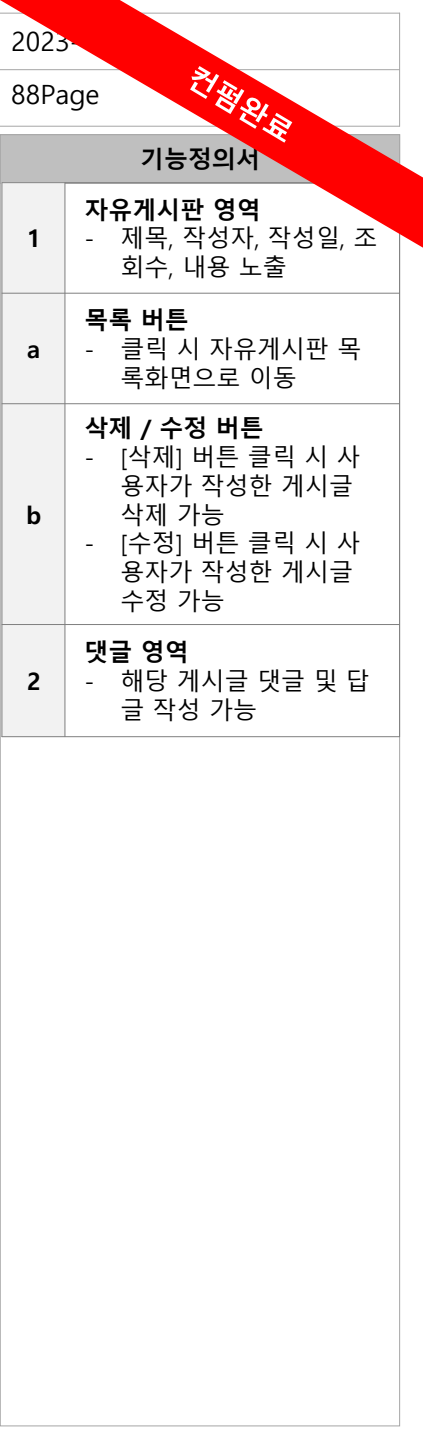 2023-
88Page
컨펌완료
기능정의서
1
자유게시판 영역
- 제목, 작성자, 작성일, 조
회수, 내용 노출
a
목록 버튼
- 클릭 시 자유게시판 목
록화면으로 이동
b
삭제 / 수정 버튼
- [삭제] 버튼 클릭 시 사
용자가 작성한 게시글
삭제 가능
- [수정] 버튼 클릭 시 사
용자가 작성한 게시글
수정 가능
2
댓글 영역
- 해당 게시글 댓글 및 답
글 작성 가능